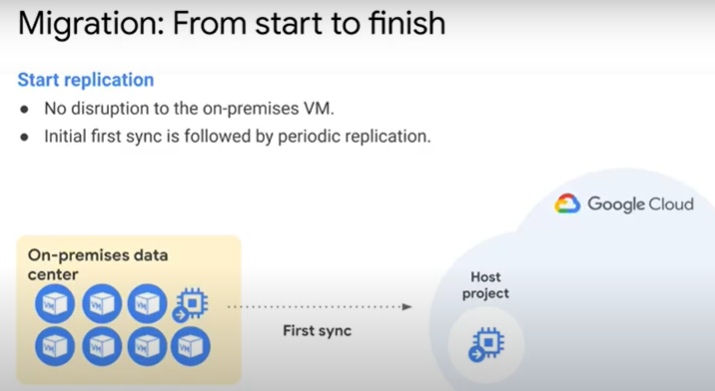 Migration: From start to finish
Start replication
● No disruption to the on-premises VM.
● Initial first sync is followed by periodic replication.
Google Cloud
On-premises data
center
Host
project
VM VM VM
First sync
VM VM VM VM